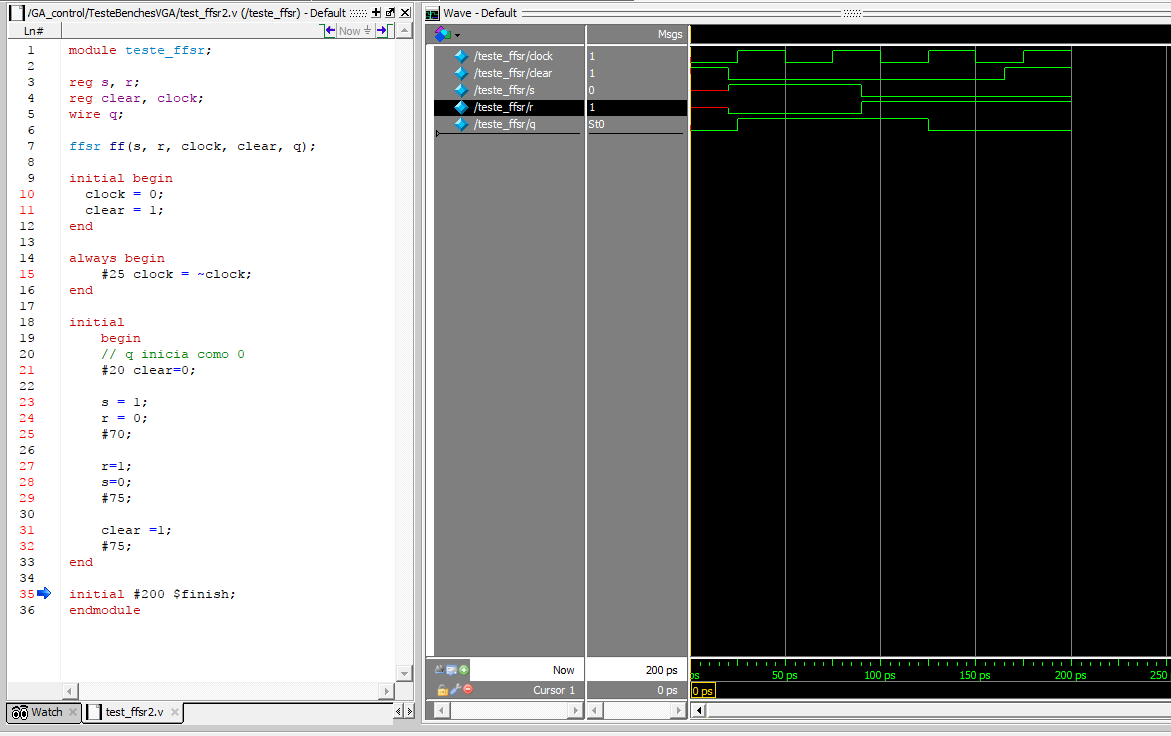 /GA_control/TesteBenchesVGA/test_ffsr2.v (/teste_ffsr) - Default
Ln#
Now
1 module teste_ffsr;
2
3 reg s, r;
4 reg clear, clock;
5 wire q;
6
7 ffsr ff(s, r, clock, clear, q);
8
9 initial begin
10 clock = 0;
11 clear = 1;
12 end
13
14 always begin
15 #25 clock = ~clock;
16 end
17
18 initial
19 begin
20 // q inicia como 0
21 #20 clear=0;
22
23 s = 1;
24 r = 0;
25 #70;
26
27 r=1;
28 s=0;
29 #75;
30
31 clear =1;
32 #75;
33 end
34
35 initial #200 $finish;
36 endmodule
Watch
test_ffsr2.v
Wave - Default
Msgs
/teste_ffsr/clock 1
/teste_ffsr/clear 1
/teste_ffsr/s 0
/teste_ffsr/r 1
/teste_ffsr/q St0
Now 200 ps
Cursor 1 0 ps
ps 50 ps 100 ps 150 ps 200 ps 250
0 ps